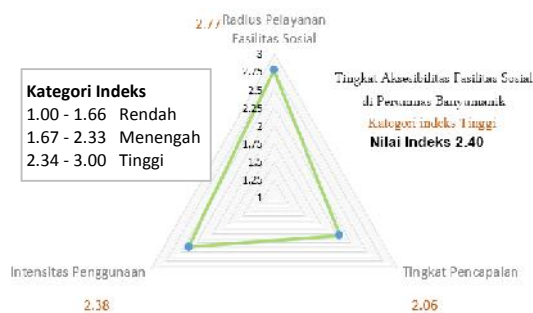 2.77
Radius Pelayanan
Fasilitas Sosial
3
2.75
2.5
2.25
2
1.75
1.5
1.25
1
Kategori Indeks
1.00 - 1.66 Rendah
1.67 - 2.33 Menengah
2.34 - 3.00 Tinggi
Tingkat Aksesibilitas Fasilitas Sosial
di Perumnas Banyumanik
Kategori indeks Tinggi
Nilai Indeks 2.40
Intensitas Penggunaan
2.38
Tingkat Pencapaian
2.06